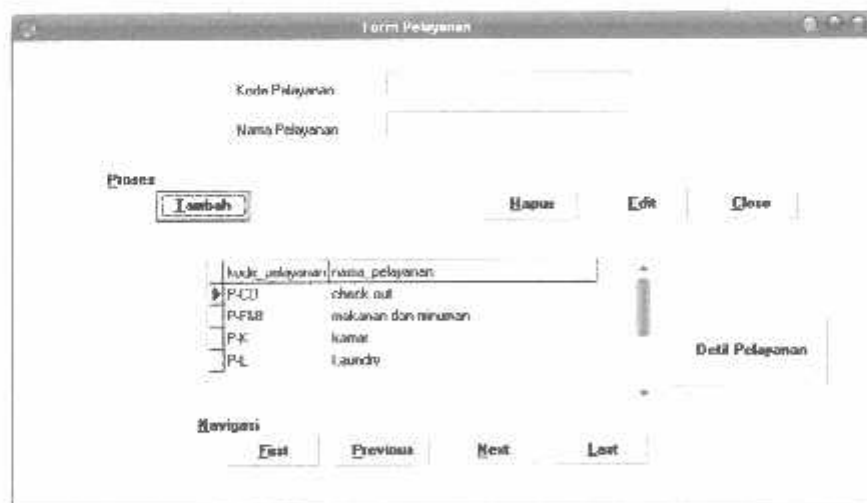 Form Pelayanan
Kode Pelayanan
Nama Pelayanan
Proses
Tambah Hapus Edit Close
kode_pelayanan nama_pelayanan
P-CO check out
P-F&B makanan dan minuman
P-K kamar
P-L Laundry
Detil Pelayanan
Navigasi
First Previous Next Last